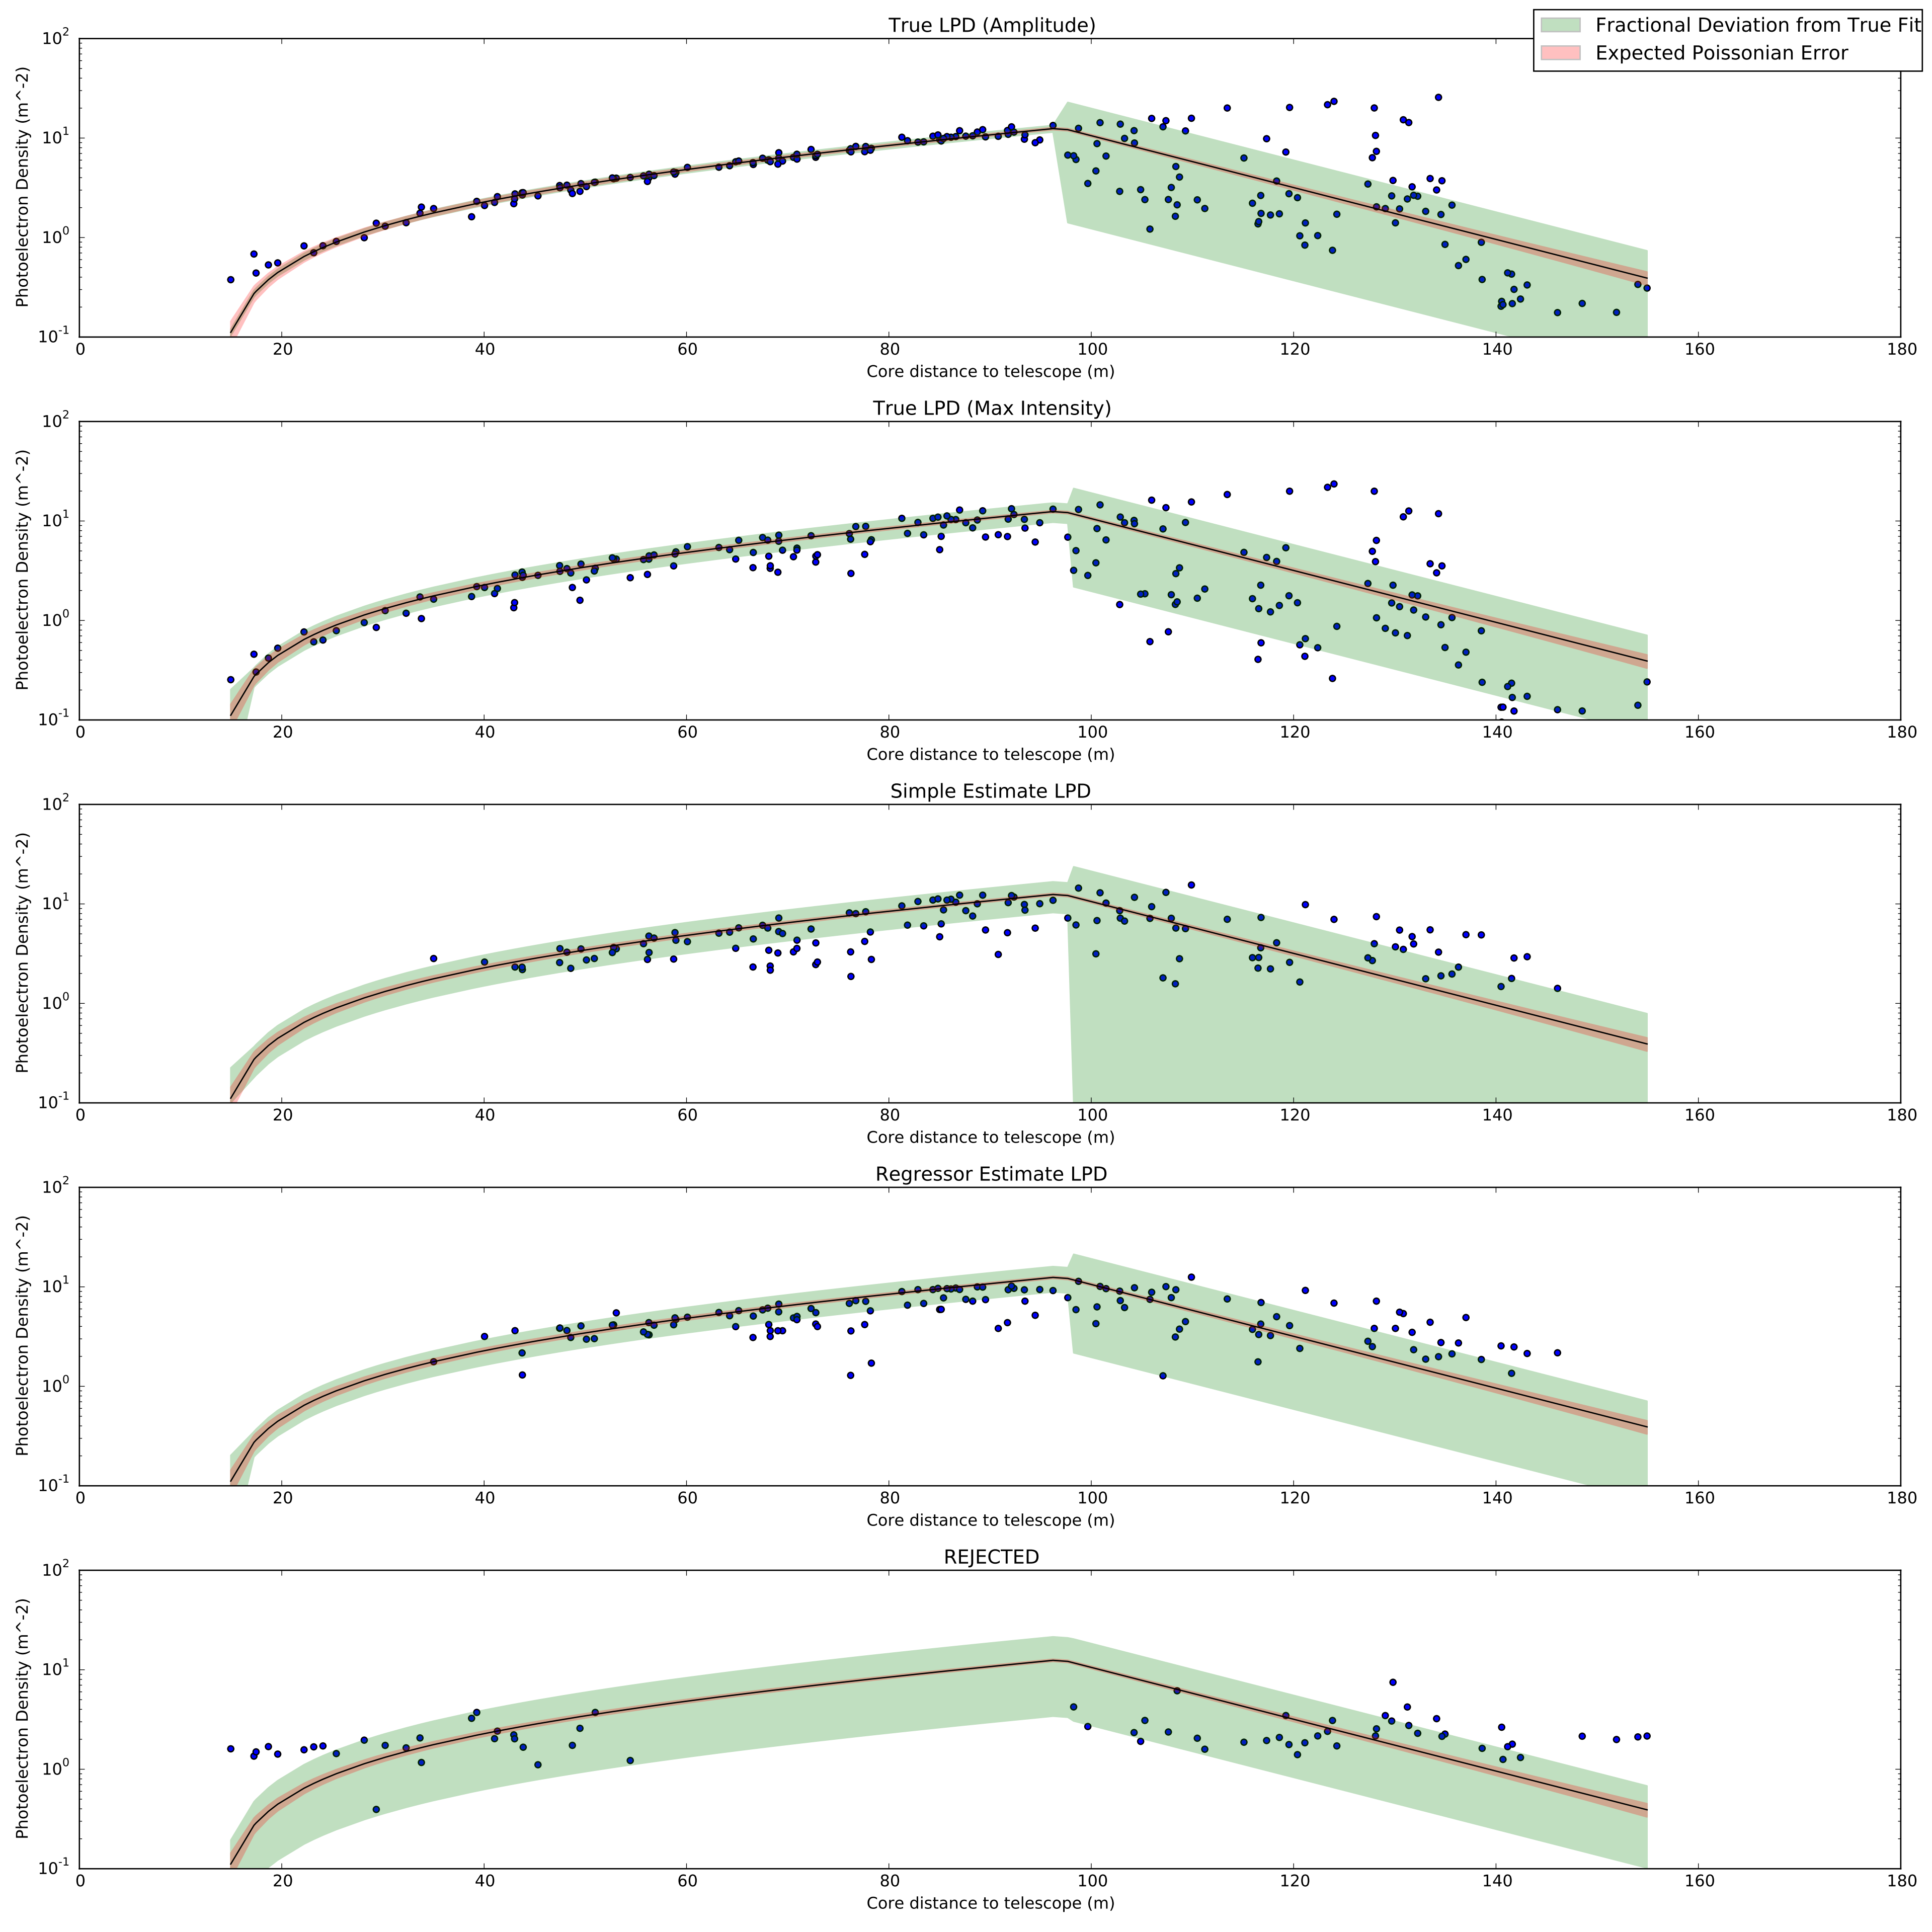 True LPD (Amplitude)
Fractional Deviation from True Fit
Expected Poissonian Error
Photoelectron Density (m^-2)
10^2
10^1
10^0
10^-1
0 20 40 60 80 100 120 140 160 180
Core distance to telescope (m)
True LPD (Max Intensity)
Photoelectron Density (m^-2)
10^2
10^1
10^0
10^-1
0 20 40 60 80 100 120 140 160 180
Core distance to telescope (m)
Simple Estimate LPD
Photoelectron Density (m^-2)
10^2
10^1
10^0
10^-1
0 20 40 60 80 100 120 140 160 180
Core distance to telescope (m)
Regressor Estimate LPD
Photoelectron Density (m^-2)
10^2
10^1
10^0
10^-1
0 20 40 60 80 100 120 140 160 180
Core distance to telescope (m)
REJECTED
Photoelectron Density (m^-2)
10^2
10^1
10^0
10^-1
0 20 40 60 80 100 120 140 160 180
Core distance to telescope (m)